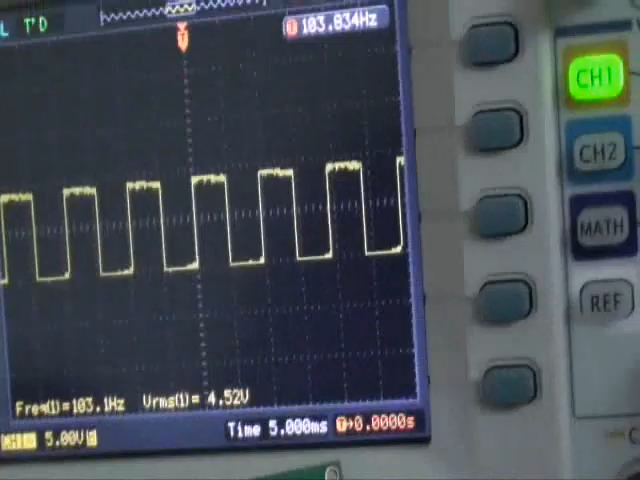 T'D
103.834Hz
T
CH1
CH2
MATH
REF
Freq(1)=103.1Hz Vrms(1)= 4.52V
5.00V
Time 5.000ms T→0.0000s